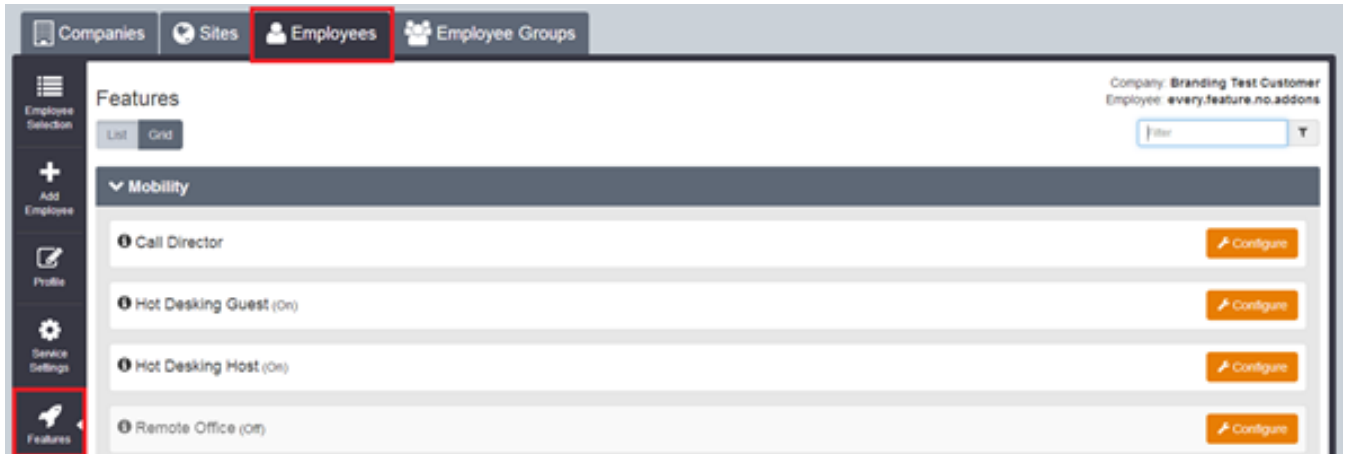 Companies
Sites
Employees
Employee Groups
Employee
Selection
Add
Employee
Profile
Service
Settings
Features
Features
Company: Branding Test Customer
Employee: every.feature.no.addons
List Grid
Filter
Mobility
Call Director
Configure
Hot Desking Guest (On)
Configure
Hot Desking Host (On)
Configure
Remote Office (Off)
Configure